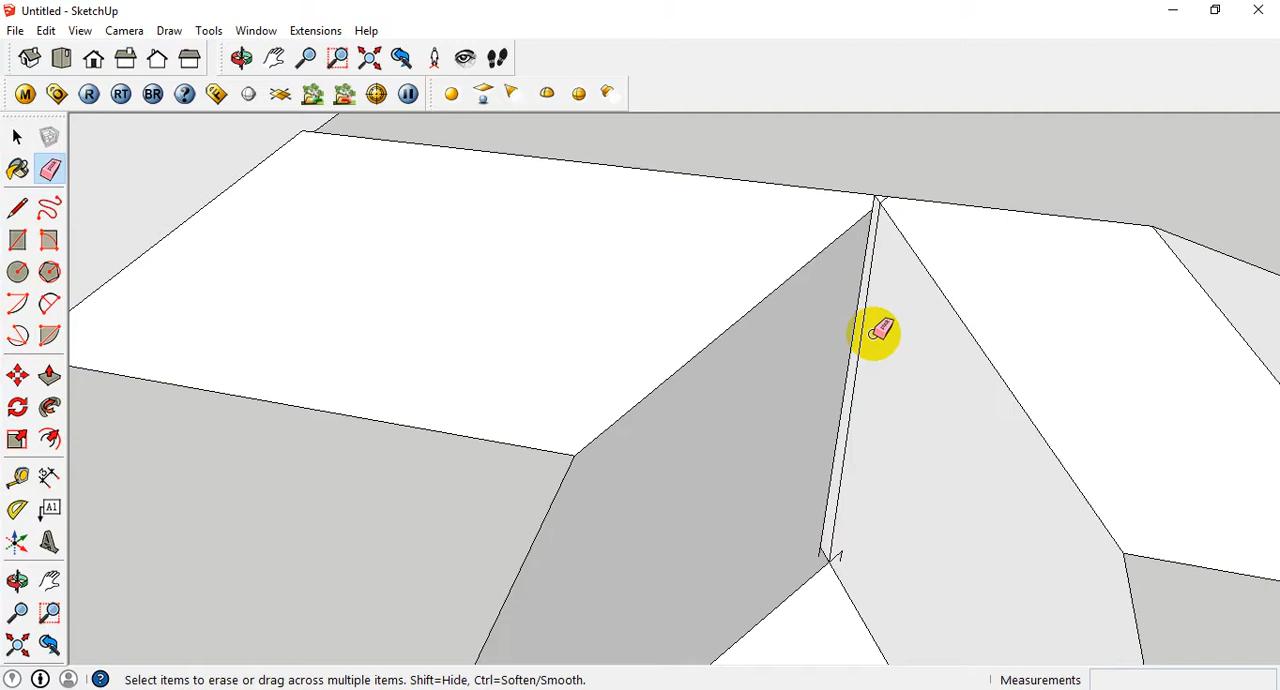 Untitled - SketchUp
File Edit View Camera Draw Tools Window Extensions Help
M O R RT BR ? F
A1
Select items to erase or drag across multiple items. Shift=Hide, Ctrl=Soften/Smooth.
Measurements